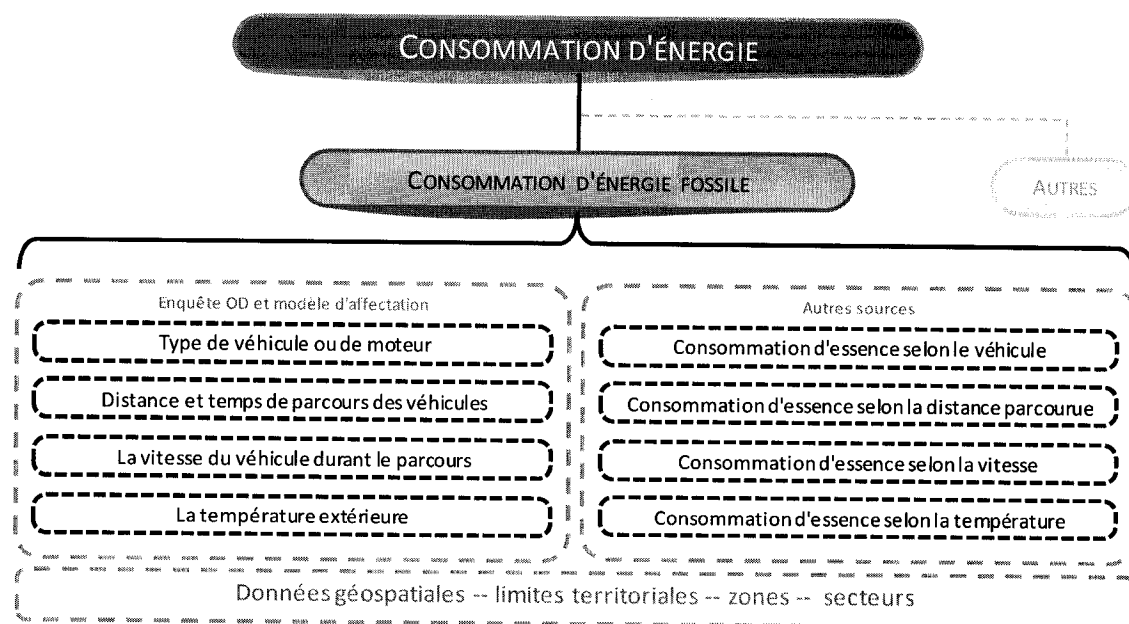 CONSOMMATION D'ÉNERGIE
CONSOMMATION D'ÉNERGIE FOSSILE
AUTRES
Enquête OD et modèle d'affectation
Type de véhicule ou de moteur
Distance et temps de parcours des véhicules
La vitesse du véhicule durant le parcours
La température extérieure
Autres sources
Consommation d'essence selon le véhicule
Consommation d'essence selon la distance parcourue
Consommation d'essence selon la vitesse
Consommation d'essence selon la température
Données géospatiales -- limites territoriales -- zones -- secteurs